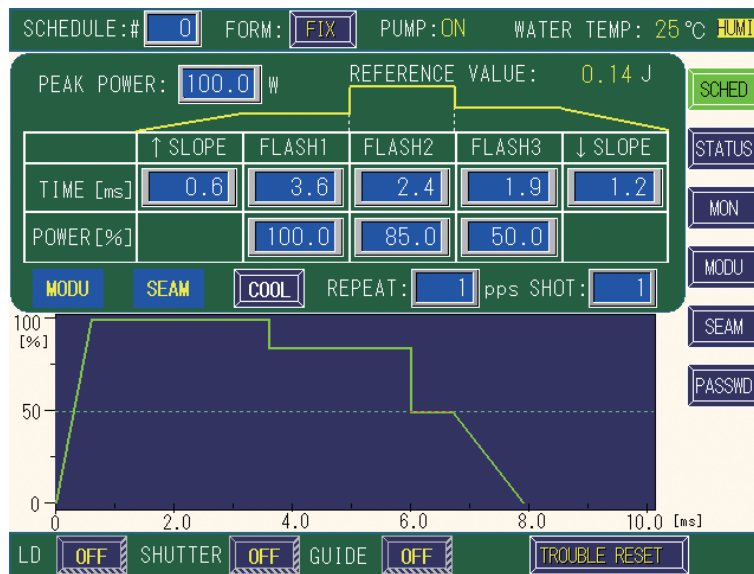 SCHEDULE:# 0 FORM: FIX PUMP:ON WATER TEMP: 25℃ HUMI
PEAK POWER: 100.0 W REFERENCE VALUE: 0.14 J
SCHED
↑ SLOPE FLASH1 FLASH2 FLASH3 ↓ SLOPE
STATUS
TIME [ms] 0.6 3.6 2.4 1.9 1.2
MON
POWER[%] 100.0 85.0 50.0
MODU
MODU SEAM COOL REPEAT: 1 pps SHOT: 1
SEAM
PASSWD
100
[%]
50
0
0 2.0 4.0 6.0 8.0 10.0 [ms]
LD OFF SHUTTER OFF GUIDE OFF TROUBLE RESET